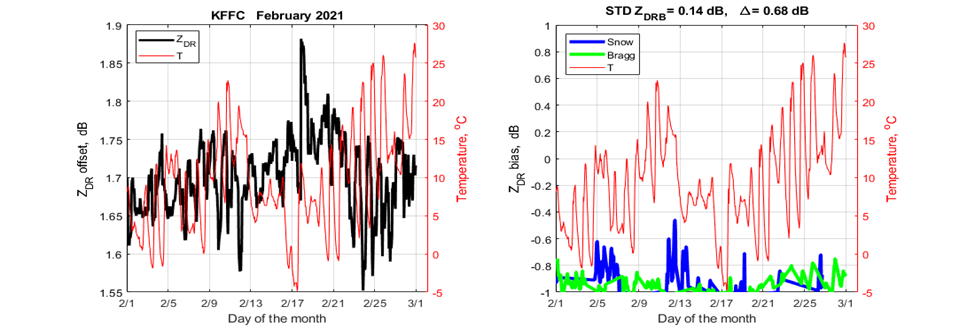 KFFC February 2021
1.9
1.85
1.8
1.75
1.7
1.65
1.6
1.55
Z_DR offset, dB
Z_DR
T
30
25
20
15
10
5
0
-5
Temperature, °C
2/1 2/5 2/9 2/13 2/17 2/21 2/25 3/1
Day of the month
STD Z_DRB = 0.14 dB, Δ= 0.68 dB
1
0.8
0.6
0.4
0.2
0
-0.2
-0.4
-0.6
-0.8
-1
Z_DR bias, dB
Snow
Bragg
T
30
25
20
15
10
5
0
-5
Temperature, °C
2/1 2/5 2/9 2/13 2/17 2/21 2/25 3/1
Day of the month